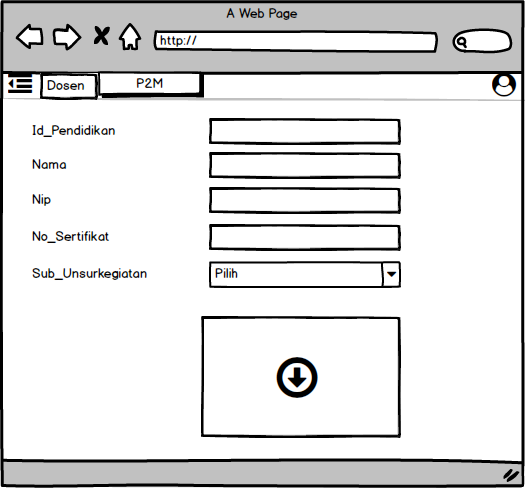 A Web Page
http://
Dosen P2M
Id_Pendidikan
Nama
Nip
No_Sertifikat
Sub_Unsurkegiatan Pilih